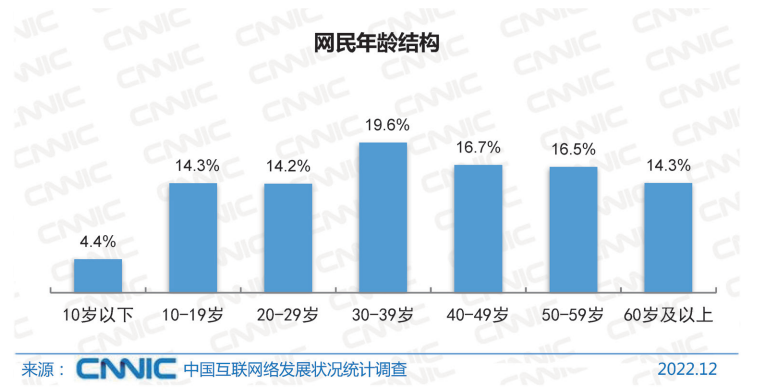 网民年龄结构
19.6%
16.7%
16.5%
14.3%
14.2%
14.3%
4.4%
10岁以下
10-19岁
20-29岁
30-39岁
40-49岁
50-59岁
60岁及以上
来源：CNNIC 中国互联网络发展状况统计调查
2022.12